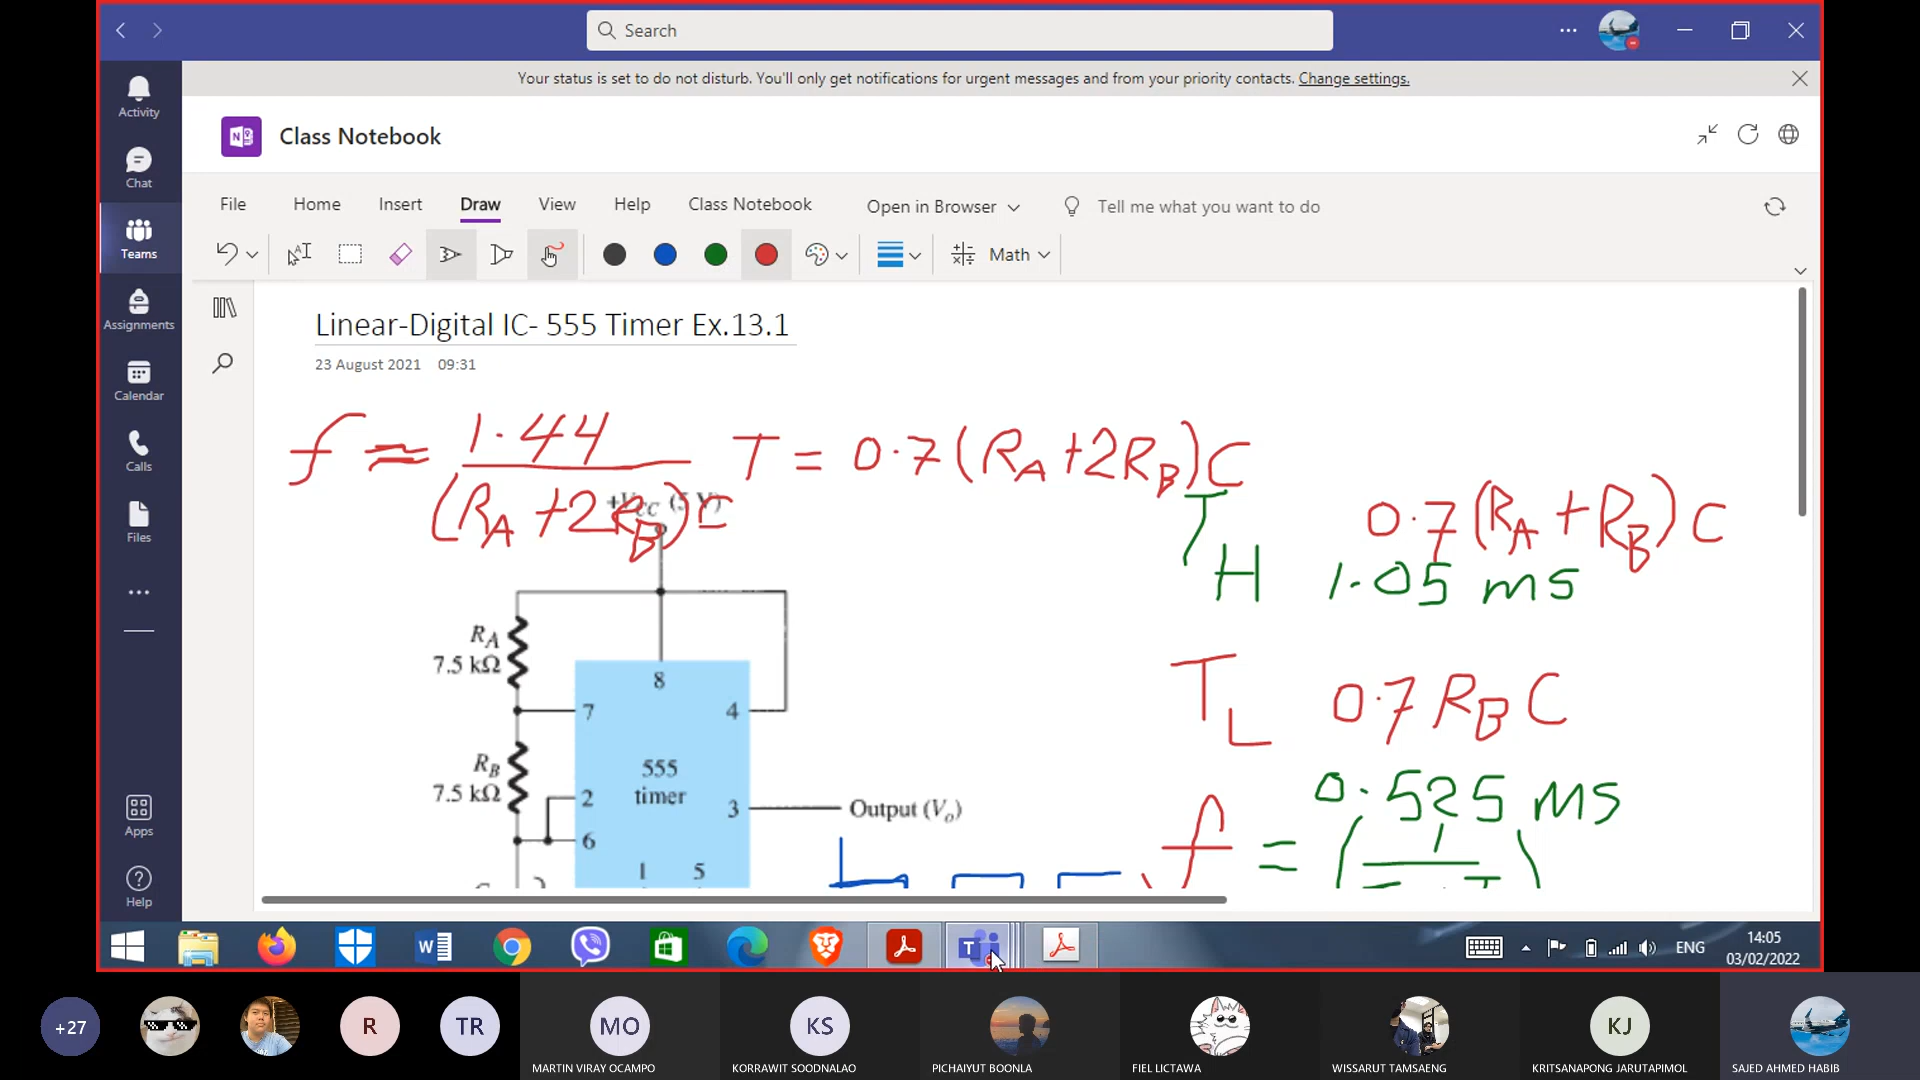 Search
Your status is set to do not disturb. You'll only get notifications for urgent messages and from your priority contacts. Change settings.
Activity
Chat
Teams
Assignments
Calendar
Calls
Files
Apps
Help
Class Notebook
File Home Insert Draw View Help Class Notebook Open in Browser Tell me what you want to do
Math
Linear-Digital IC- 555 Timer Ex.13.1
23 August 2021 09:31
f ≈ 1.44 / (RA + 2RB)C T = 0.7(RA+2RB)C
+VCC (5 V)
TH 0.7(RA + RB) C
1.05 ms
RA
7.5 kΩ
8
7 4
TL 0.7 RB C
0.525 ms
RB
7.5 kΩ
555
timer
2
3 Output (Vo)
6
1 5
f = (1
ENG
14:05
03/02/2022
+27
R
TR
MO
MARTIN VIRAY OCAMPO
KS
KORRAWIT SOODNALAO
PICHAIYUT BOONLA
FIEL LICTAWA
WISSARUT TAMSAENG
KJ
KRITSANAPONG JARUTAPIMOL
SAJED AHMED HABIB